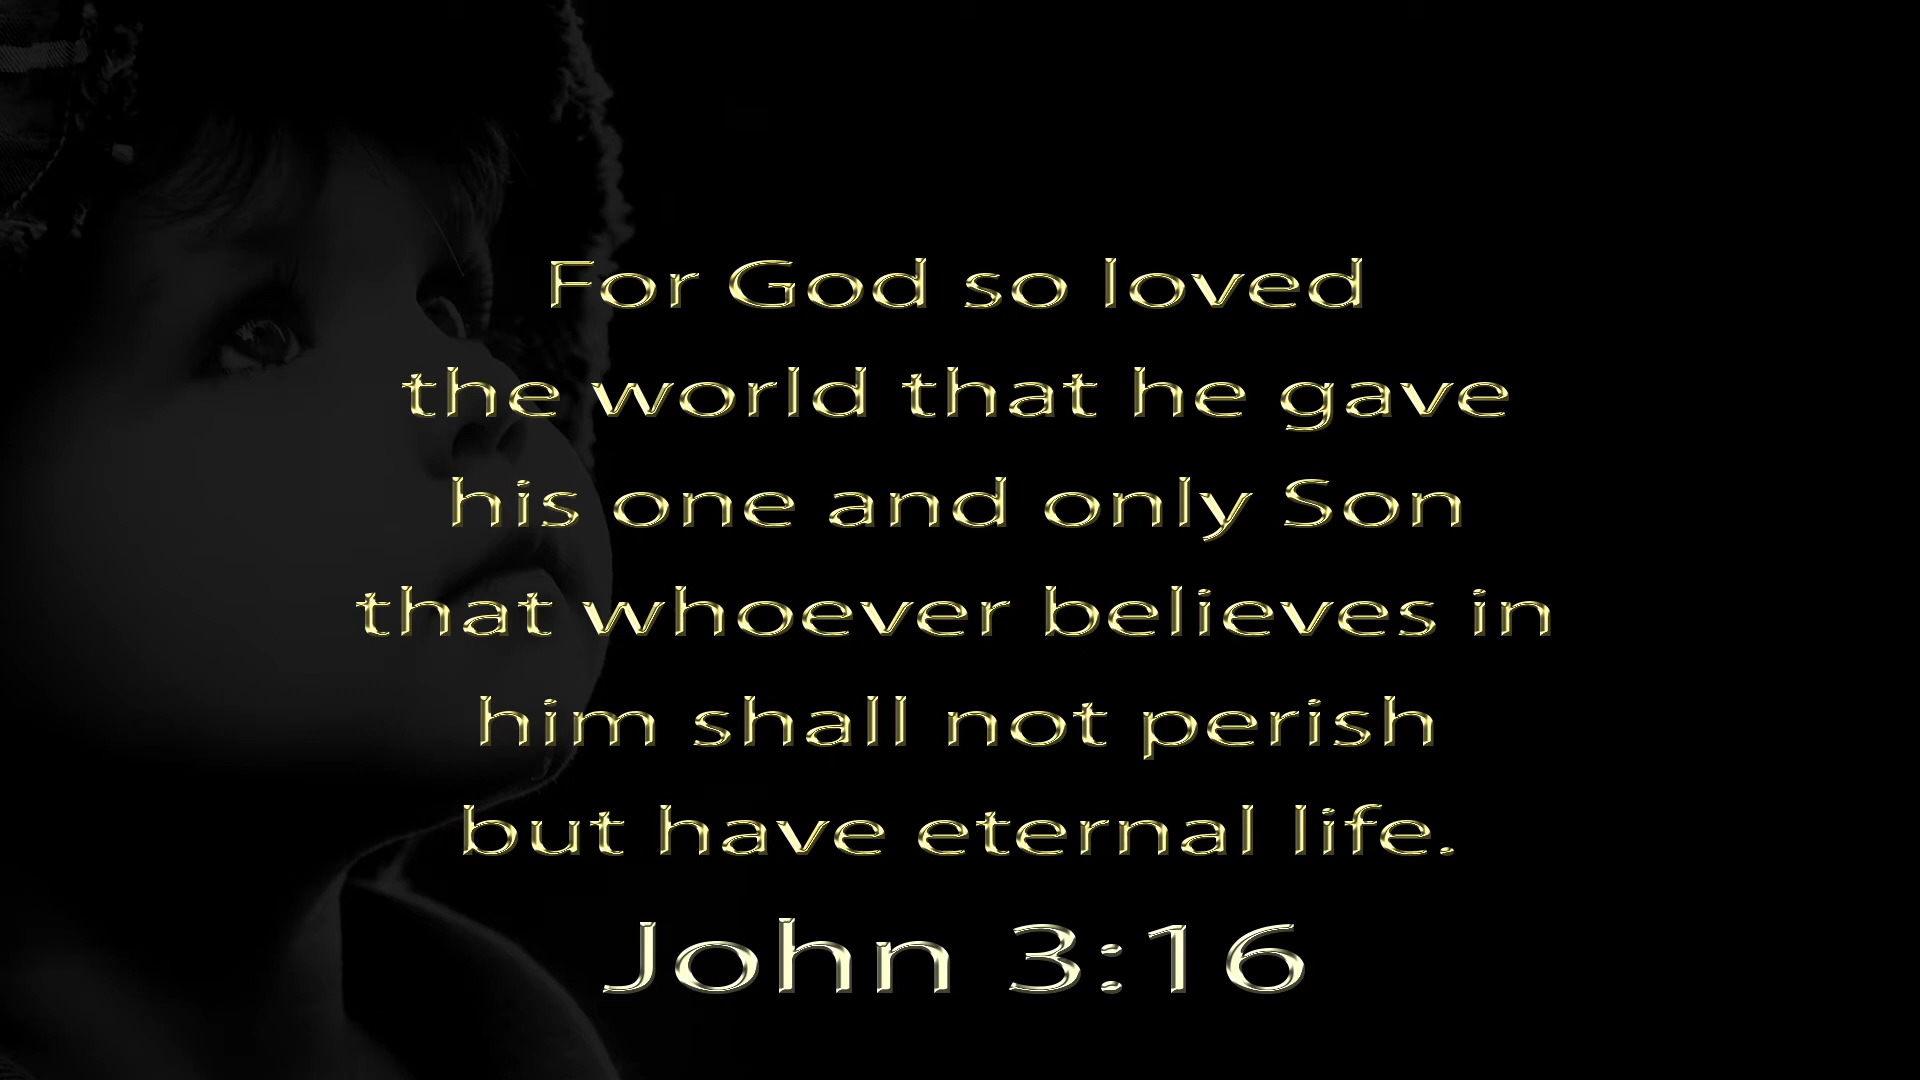 For God so loved
the world that he gave
his one and only Son
that whoever believes in
him shall not perish
but have eternal life.
John 3:16